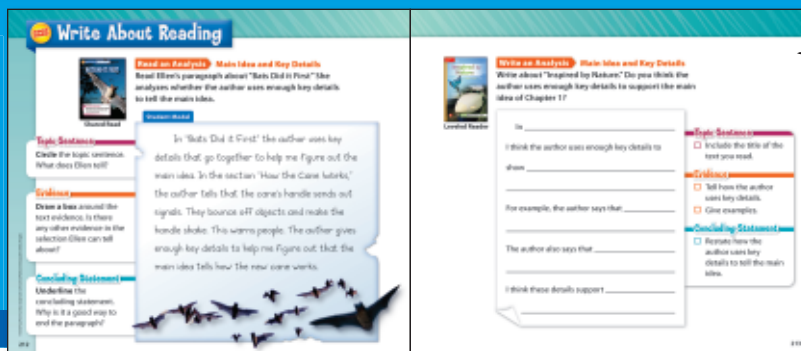 Write About Reading
Read an Analysis Main Idea and Key Details
Read Ellen's paragraph about "Bats Did it First." She
analyzes whether the author uses enough key details
to tell the main idea.
Shared Read
Student Model
Topic Sentence
Circle the topic sentence.
What does Ellen tell?
Evidence
Draw a box around the
text evidence. Is there
any other evidence in the
selection Ellen can tell
about?
Concluding Statement
Underline the
concluding statement.
Why is it a good way to
end the paragraph?
In "Bats Did it First" the author uses key
details that go together to help me figure out the
main idea. In the section "How the Cane Works,"
the author tells that the cane's handle sends out
signals. They bounce off objects and make the
handle shake. This warns people. The author gives
enough key details to help me figure out that the
main idea tells how the new cane works.
212
Write an Analysis Main Idea and Key Details
Write about "Inspired by Nature." Do you think the
author uses enough key details to support the main
idea of Chapter 1?
Leveled Reader
In
I think the author uses enough key details to
show
For example, the author says that
The author also says that
I think these details support
Topic Sentence
Include the title of the
text you read.
Evidence
Tell how the author
uses key details.
Give examples.
Concluding Statement
Restate how the
author uses key
details to tell the main
idea.
213